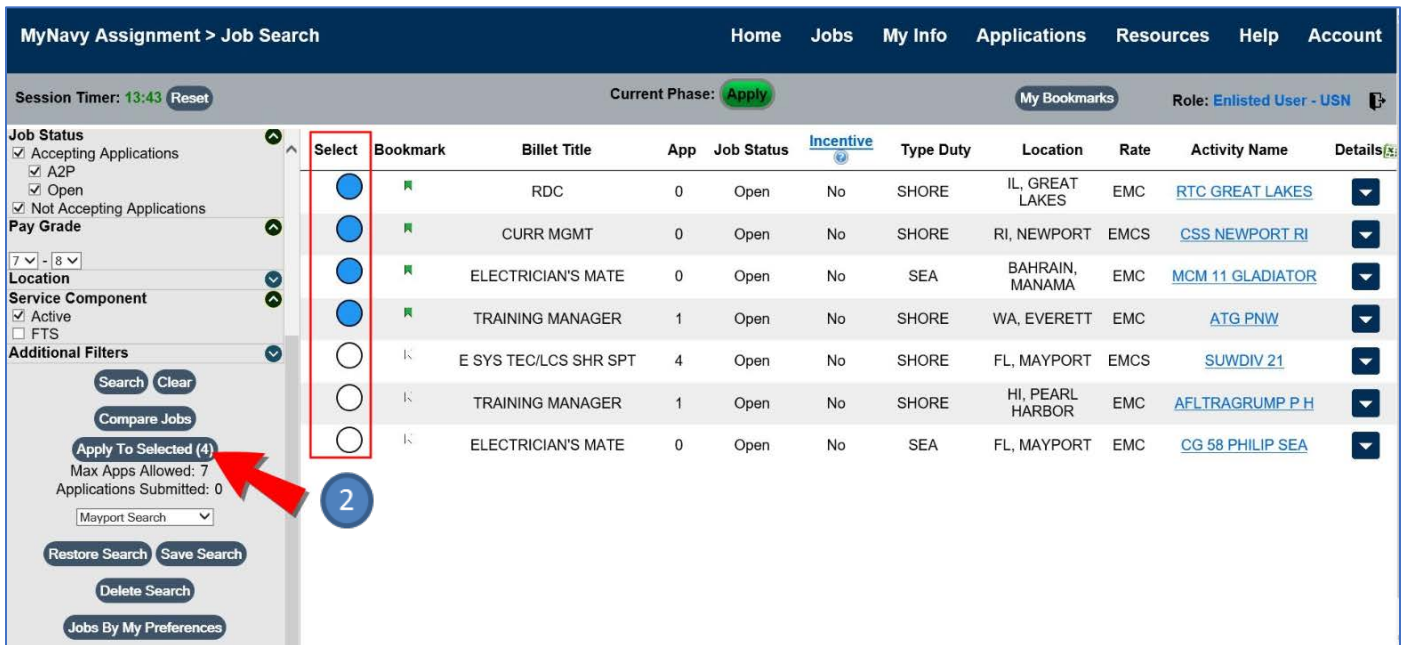 MyNavy Assignment > Job Search Home Jobs My Info Applications Resources Help Account
Session Timer: 13:43 Reset Current Phase: Apply My Bookmarks Role: Enlisted User - USN
Job Status
Accepting Applications
A2P
Open
Not Accepting Applications
Pay Grade
7 - 8
Location
Service Component
Active
FTS
Additional Filters
Search Clear
Compare Jobs
Apply To Selected (4)
Max Apps Allowed: 7
Applications Submitted: 0
Mayport Search
Restore Search Save Search
Delete Search
Jobs By My Preferences
Select Bookmark Billet Title App Job Status Incentive Type Duty Location Rate Activity Name Details
RDC 0 Open No SHORE IL, GREAT LAKES EMC RTC GREAT LAKES
CURR MGMT 0 Open No SHORE RI, NEWPORT EMCS CSS NEWPORT RI
ELECTRICIAN'S MATE 0 Open No SEA BAHRAIN, MANAMA EMC MCM 11 GLADIATOR
TRAINING MANAGER 1 Open No SHORE WA, EVERETT EMC ATG PNW
E SYS TEC/LCS SHR SPT 4 Open No SHORE FL, MAYPORT EMCS SUWDIV 21
TRAINING MANAGER 1 Open No SHORE HI, PEARL HARBOR EMC AFLTRAGRUMP P H
ELECTRICIAN'S MATE 0 Open No SEA FL, MAYPORT EMC CG 58 PHILIP SEA
2